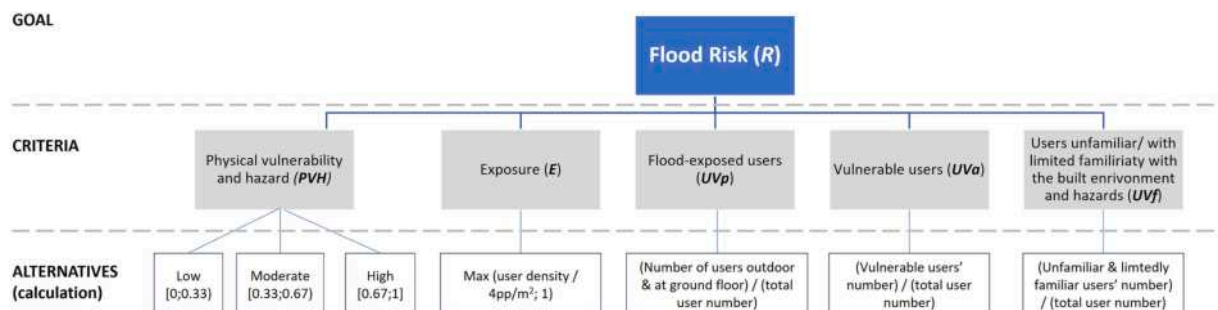 GOAL
Flood Risk (R)
CRITERIA
Physical vulnerability
and hazard (PVH)
Exposure (E)
Flood-exposed users
(UVp)
Vulnerable users (UVa)
Users unfamiliar/ with
limited familiriaty with
the built enrivronment
and hazards (UVf)
ALTERNATIVES
(calculation)
Low
[0;0.33)
Moderate
[0.33;0.67)
High
[0.67;1]
Max (user density /
4pp/m²; 1)
(Number of users outdoor
& at ground floor) / (total
user number)
(Vulnerable users'
number) / (total user
number)
(Unfamiliar & limtedly
familiar users' number)
/ (total user number)